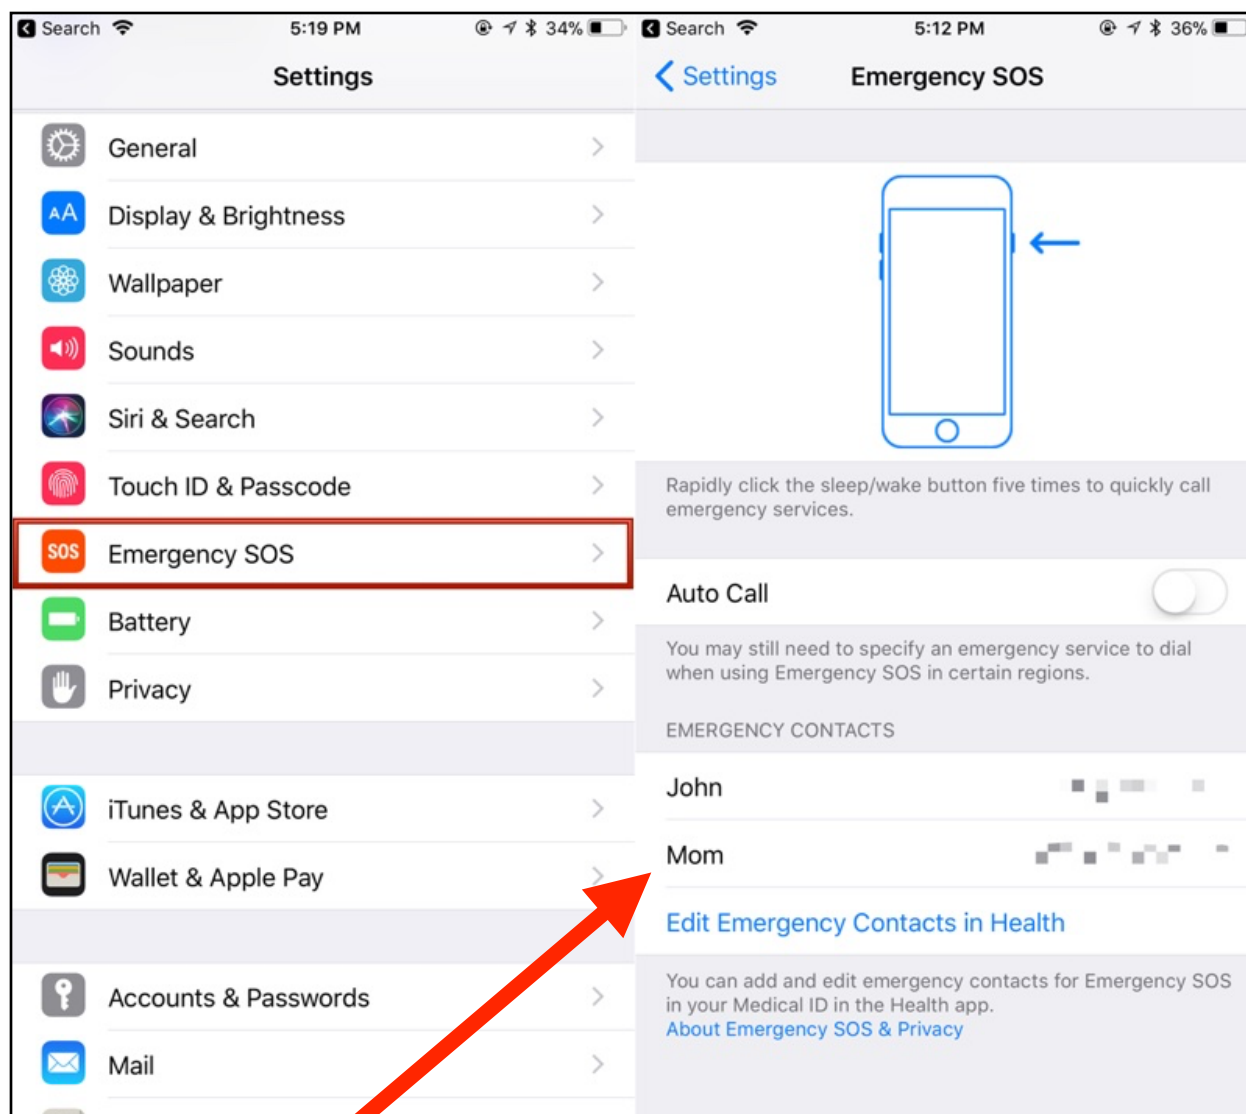 Search
5:19 PM
34%
Settings
General
AA
Display & Brightness
Wallpaper
Sounds
Siri & Search
Touch ID & Passcode
SOS
Emergency SOS
Battery
Privacy
iTunes & App Store
Wallet & Apple Pay
Accounts & Passwords
Mail
Search
5:12 PM
36%
Settings
Emergency SOS
Rapidly click the sleep/wake button five times to quickly call
emergency services.
Auto Call
You may still need to specify an emergency service to dial
when using Emergency SOS in certain regions.
EMERGENCY CONTACTS
John
Mom
Edit Emergency Contacts in Health
You can add and edit emergency contacts for Emergency SOS
in your Medical ID in the Health app.
About Emergency SOS & Privacy